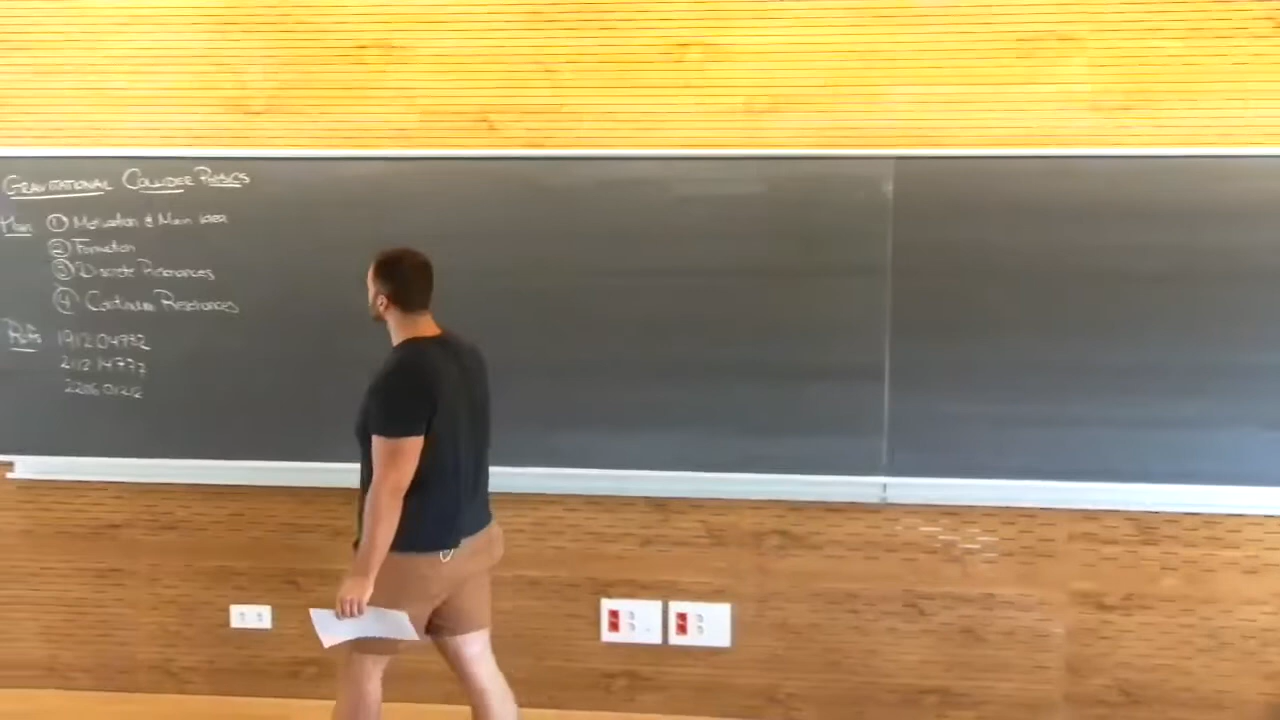 GRAVITATIONAL COLLIDER PHYSICS
Plan ① Motivation & Main idea
② Formation
③ Discrete Resonances
④ Continuum Resonances
Refs 1912.04932
2112.14777
2206.01212